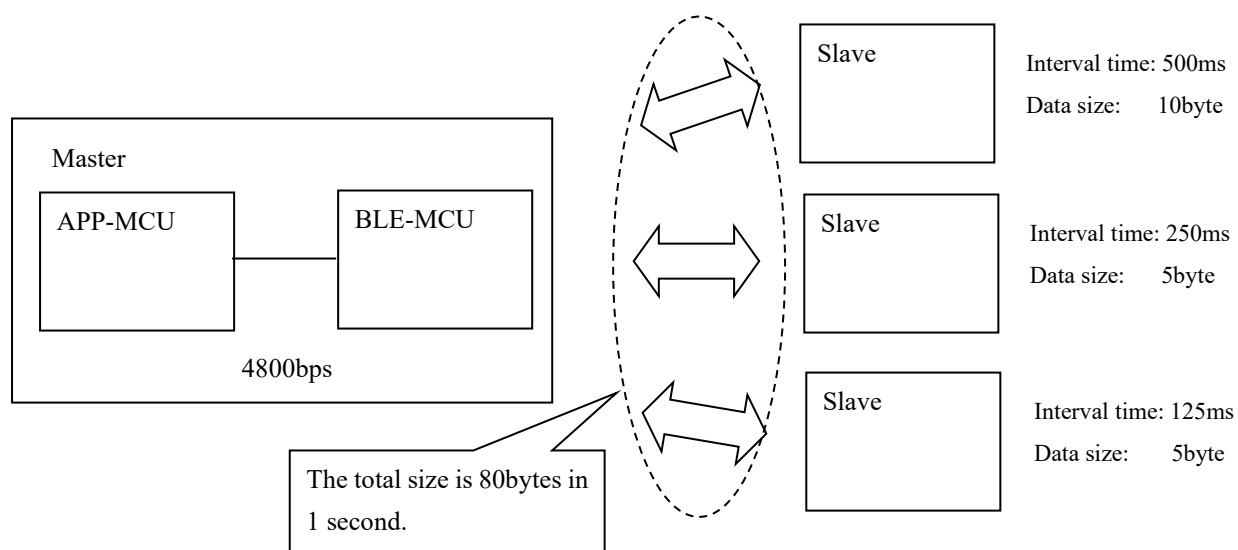 Master
APP-MCU
BLE-MCU
4800bps
The total size is 80bytes in
1 second.
Slave
Interval time: 500ms
Data size: 10byte
Slave
Interval time: 250ms
Data size: 5byte
Slave
Interval time: 125ms
Data size: 5byte